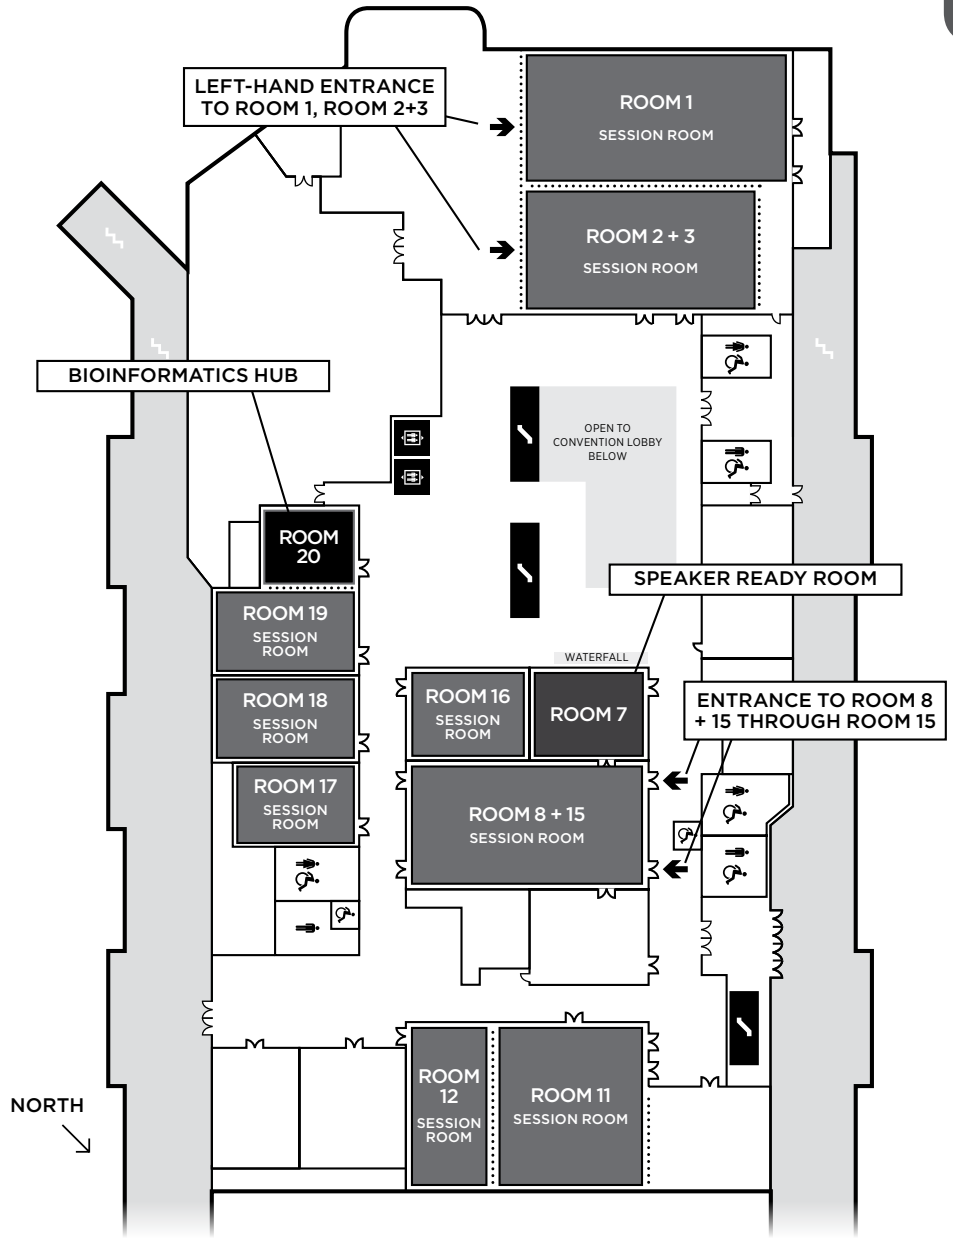 LEFT-HAND ENTRANCE
TO ROOM 1, ROOM 2+3
ROOM 1
SESSION ROOM
ROOM 2 + 3
SESSION ROOM
BIOINFORMATICS HUB
OPEN TO
CONVENTION LOBBY
BELOW
ROOM
20
SPEAKER READY ROOM
ROOM 19
SESSION
ROOM
WATERFALL
ROOM 18
SESSION
ROOM
ROOM 16
SESSION
ROOM
ROOM 7
ENTRANCE TO ROOM 8
+ 15 THROUGH ROOM 15
ROOM 17
SESSION
ROOM
ROOM 8 + 15
SESSION ROOM
ROOM
12
SESSION
ROOM
ROOM 11
SESSION ROOM
NORTH